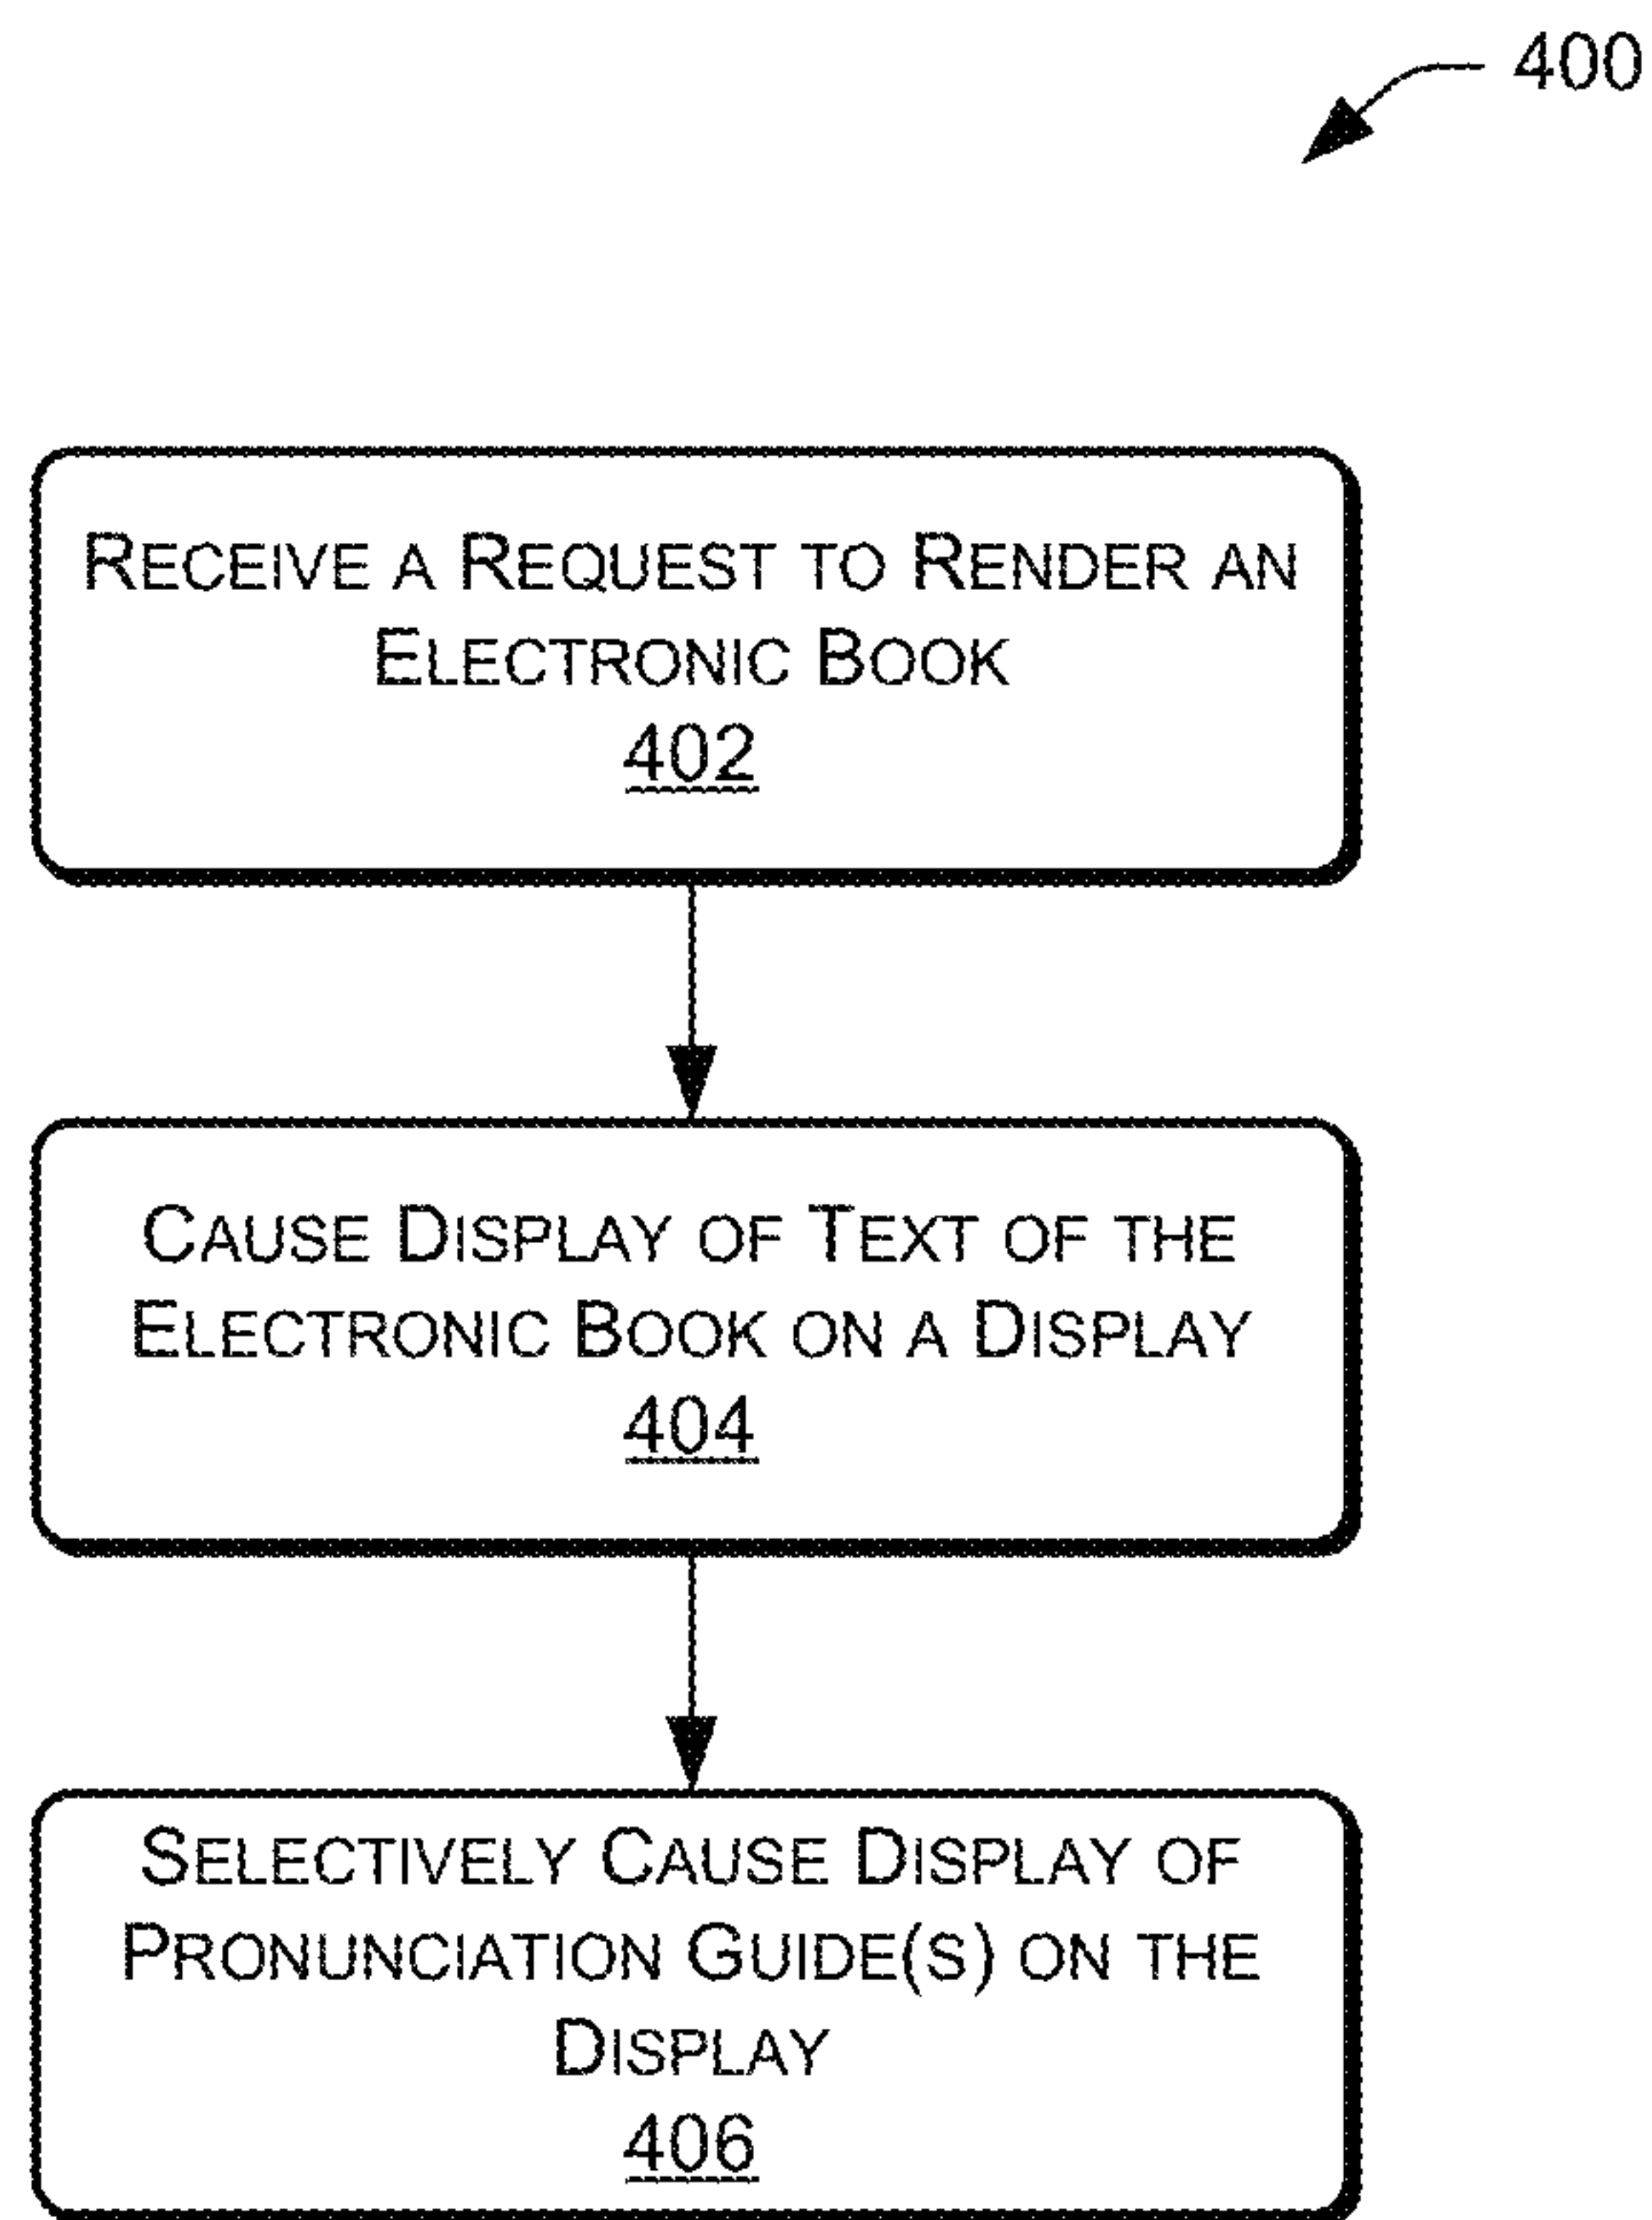 400
RECEIVE A REQUEST TO RENDER AN
ELECTRONIC BOOK
402
CAUSE DISPLAY OF TEXT OF THE
ELECTRONIC BOOK ON A DISPLAY
404
SELECTIVELY CAUSE DISPLAY OF
PRONUNCIATION GUIDE(S) ON THE
DISPLAY
406